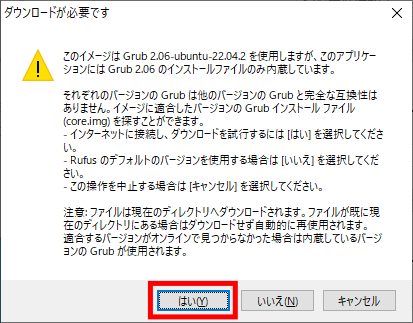 ダウンロードが必要です
このイメージは Grub 2.06-ubuntu-22.04.2 を使用しますが、このアプリケー
ションには Grub 2.06 のインストールファイルのみ内蔵しています。
それぞれのバージョンの Grub は他のバージョンの Grub と完全な互換性は
ありません。イメージに適合したバージョンの Grub インストール ファイル
(core.img) を探すことができます。
- インターネットに接続し、ダウンロードを試行するには [はい] を選択してくださ
い。
- Rufus のデフォルトのバージョンを使用する場合は [いいえ] を選択してくだ
さい。
- この操作を中止する場合は [キャンセル] を選択してください。
注意: ファイルは現在のディレクトリへダウンロードされます。ファイルが既に現
在のディレクトリにある場合はダウンロードせず自動的に再使用されます。
適合するバージョンがオンラインで見つからなかった場合は内蔵しているバージ
ョンの Grub が使用されます。
はい(Y)
いいえ(N)
キャンセル